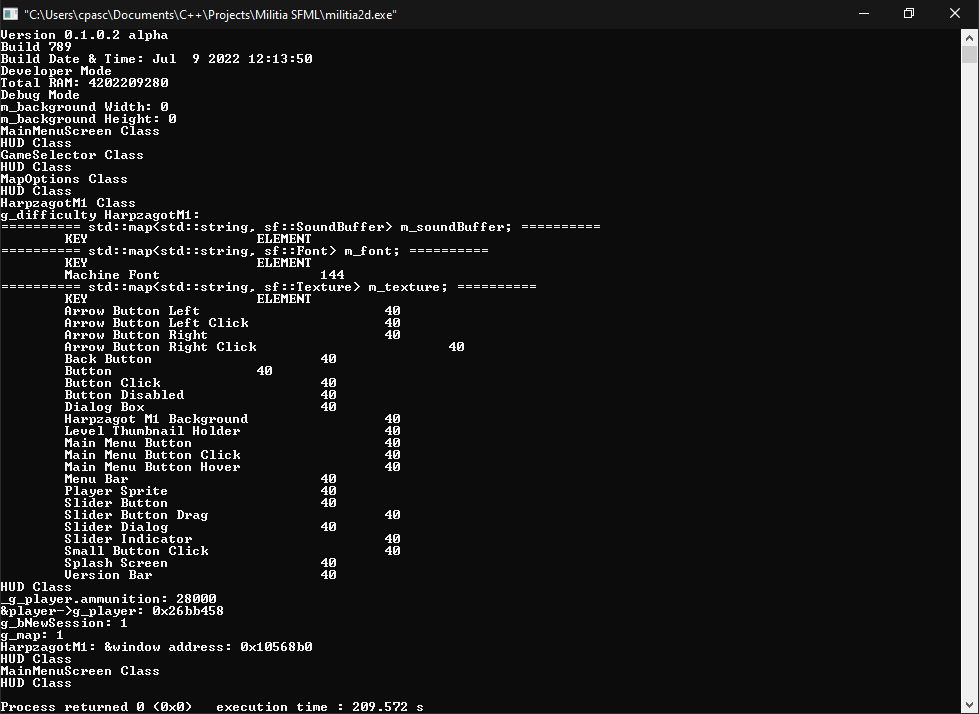 "C:\Users\cpasc\Documents\C++\Projects\Militia SFML\militia2d.exe"
Version 0.1.0.2 alpha
Build 789
Build Date & Time: Jul  9 2022 12:13:50
Developer Mode
Total RAM: 4202209280
Debug Mode
m_background Width: 0
m_background Height: 0
MainMenuScreen Class
HUD Class
GameSelector Class
HUD Class
MapOptions Class
HUD Class
HarpzagotM1 Class
g_difficulty HarpzagotM1:
========== std::map<std::string, sf::SoundBuffer> m_soundBuffer; ==========
KEY ELEMENT
========== std::map<std::string, sf::Font> m_font; ==========
KEY ELEMENT
Machine Font 144
========== std::map<std::string, sf::Texture> m_texture; ==========
KEY ELEMENT
Arrow Button Left 40
Arrow Button Left Click 40
Arrow Button Right 40
Arrow Button Right Click 40
Back Button 40
Button 40
Button Click 40
Button Disabled 40
Dialog Box 40
Harpzagot M1 Background 40
Level Thumbnail Holder 40
Main Menu Button 40
Main Menu Button Click 40
Main Menu Button Hover 40
Menu Bar 40
Player Sprite 40
Slider Button 40
Slider Button Drag 40
Slider Dialog 40
Slider Indicator 40
Small Button Click 40
Splash Screen 40
Version Bar 40
HUD Class
_g_player.ammunition: 28000
&player->g_player: 0x26bb458
g_bNewSession: 1
g_map: 1
HarpzagotM1: &window address: 0x10568b0
HUD Class
MainMenuScreen Class
HUD Class
Process returned 0 (0x0)   execution time : 209.572 s